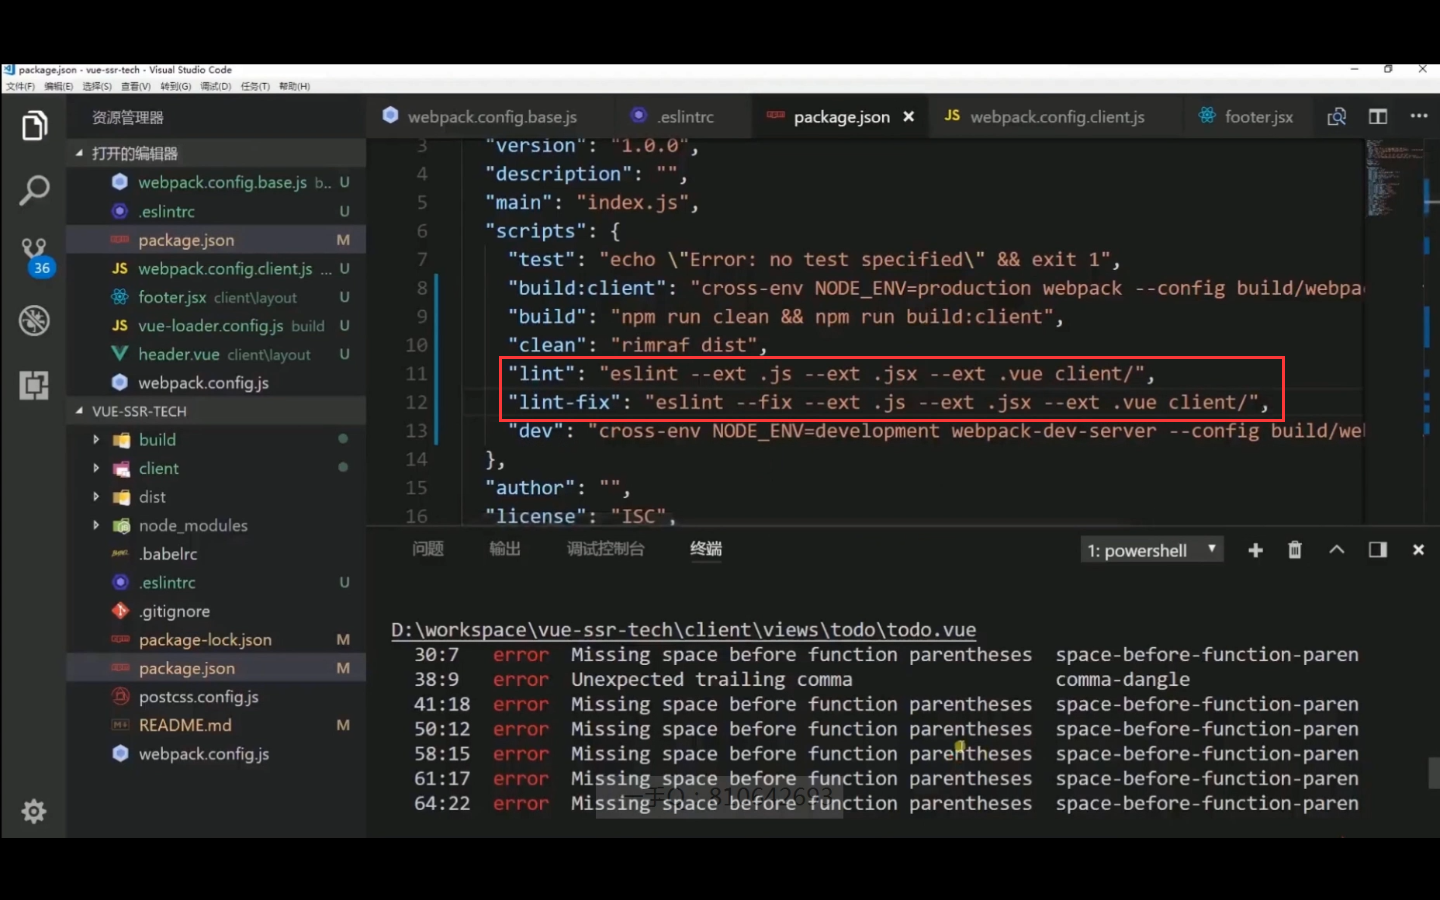 package.json - vue-ssr-tech - Visual Studio Code
文件(F) 编辑(E) 选择(S) 查看(V) 转到(G) 调试(D) 任务(T) 帮助(H)
资源管理器
打开的编辑器
webpack.config.base.js b... U
.eslintrc U
package.json M
webpack.config.client.js ... U
footer.jsx client\layout U
vue-loader.config.js build U
header.vue client\layout U
webpack.config.js
36
VUE-SSR-TECH
build
client
dist
node_modules
.babelrc
.eslintrc U
.gitignore
package-lock.json M
package.json M
postcss.config.js
README.md M
webpack.config.js
webpack.config.base.js .eslintrc package.json JS webpack.config.client.js footer.jsx
3 "version": "1.0.0",
4 "description": "",
5 "main": "index.js",
6 "scripts": {
7 "test": "echo \"Error: no test specified\" && exit 1",
8 "build:client": "cross-env NODE_ENV=production webpack --config build/webpa
9 "build": "npm run clean && npm run build:client",
10 "clean": "rimraf dist",
11 "lint": "eslint --ext .js --ext .jsx --ext .vue client/",
12 "lint-fix": "eslint --fix --ext .js --ext .jsx --ext .vue client/",
13 "dev": "cross-env NODE_ENV=development webpack-dev-server --config build/we
14 },
15 "author": "",
16 "license": "ISC",
问题 输出 调试控制台 终端 1: powershell
D:\workspace\vue-ssr-tech\client\views\todo\todo.vue
30:7 error Missing space before function parentheses space-before-function-paren
38:9 error Unexpected trailing comma comma-dangle
41:18 error Missing space before function parentheses space-before-function-paren
50:12 error Missing space before function parentheses space-before-function-paren
58:15 error Missing space before function parentheses space-before-function-paren
61:17 error Missing space before function parentheses space-before-function-paren
64:22 error Missing space before function parentheses space-before-function-paren
一手Q：810642693